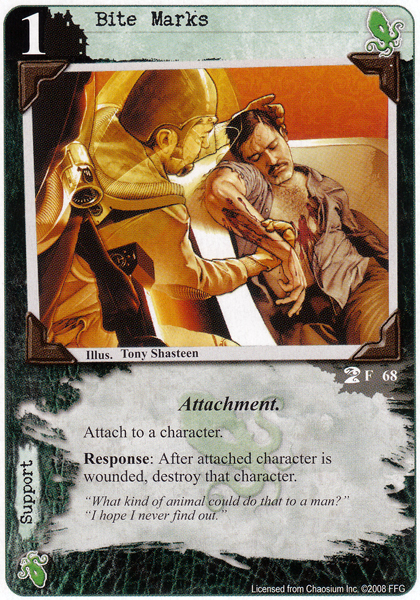 1
Bite Marks
Illus. Tony Shasteen
F 68
Attachment.
Attach to a character.
Response: After attached character is
wounded, destroy that character.
“What kind of animal could do that to a man?”
“I hope I never find out.”
Support
Licensed from Chaosium Inc. ©2008 FFG